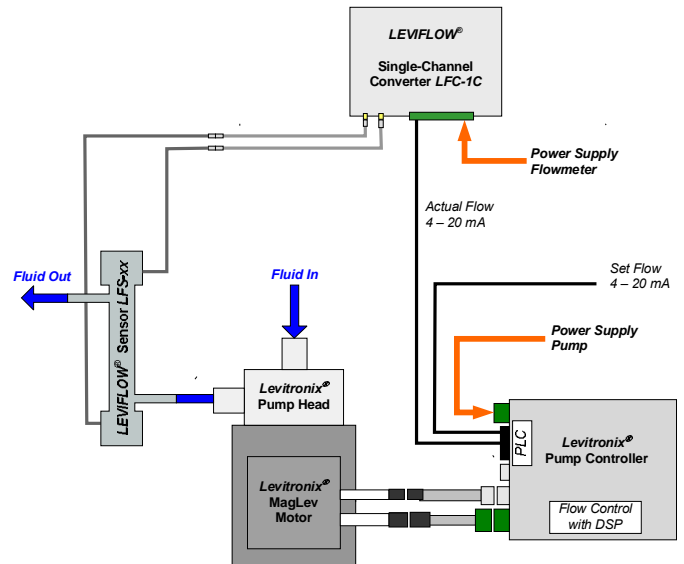 LEVIFLOW®
Single-Channel
Converter LFC-1C
Power Supply
Flowmeter
Actual Flow
4 – 20 mA
Fluid Out
Fluid In
Set Flow
4 – 20 mA
LEVIFLOW® Sensor LFS-xx
Power Supply
Pump
Levitronix®
Pump Head
PLC
Levitronix®
Pump Controller
Levitronix®
MagLev
Motor
Flow Control
with DSP